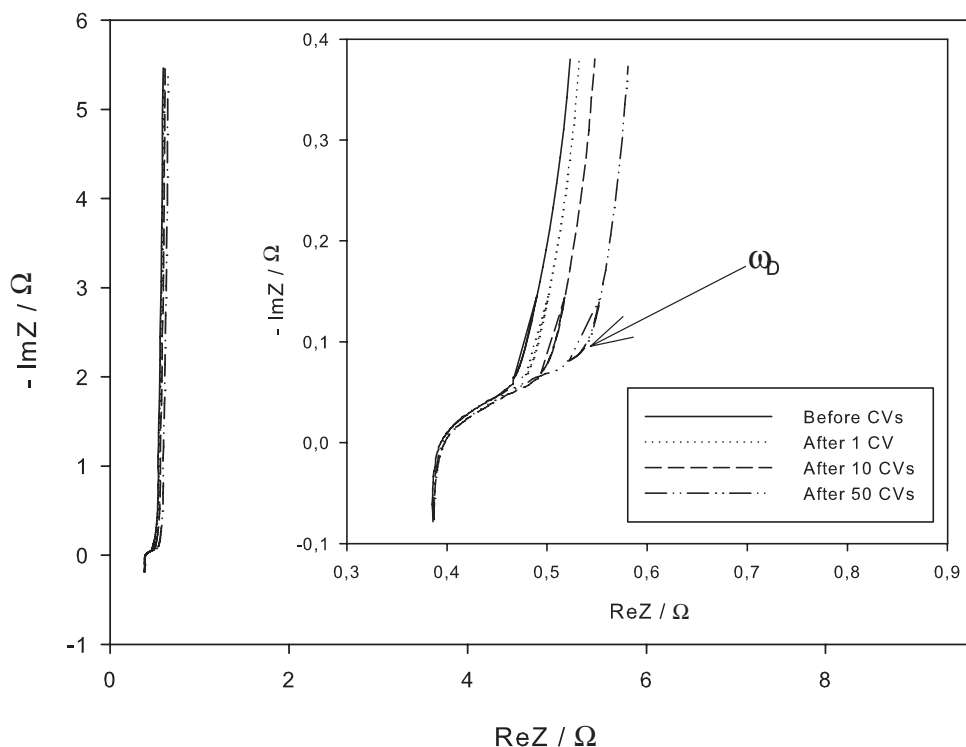 6
5
4
3
2
1
0
-1
- ImZ / Ω
0
2
4
6
8
ReZ / Ω
0,4
0,3
0,2
0,1
0,0
-0,1
- ImZ / Ω
0,3
0,4
0,5
0,6
0,7
0,8
0,9
ReZ / Ω
ωD
Before CVs
After 1 CV
After 10 CVs
After 50 CVs